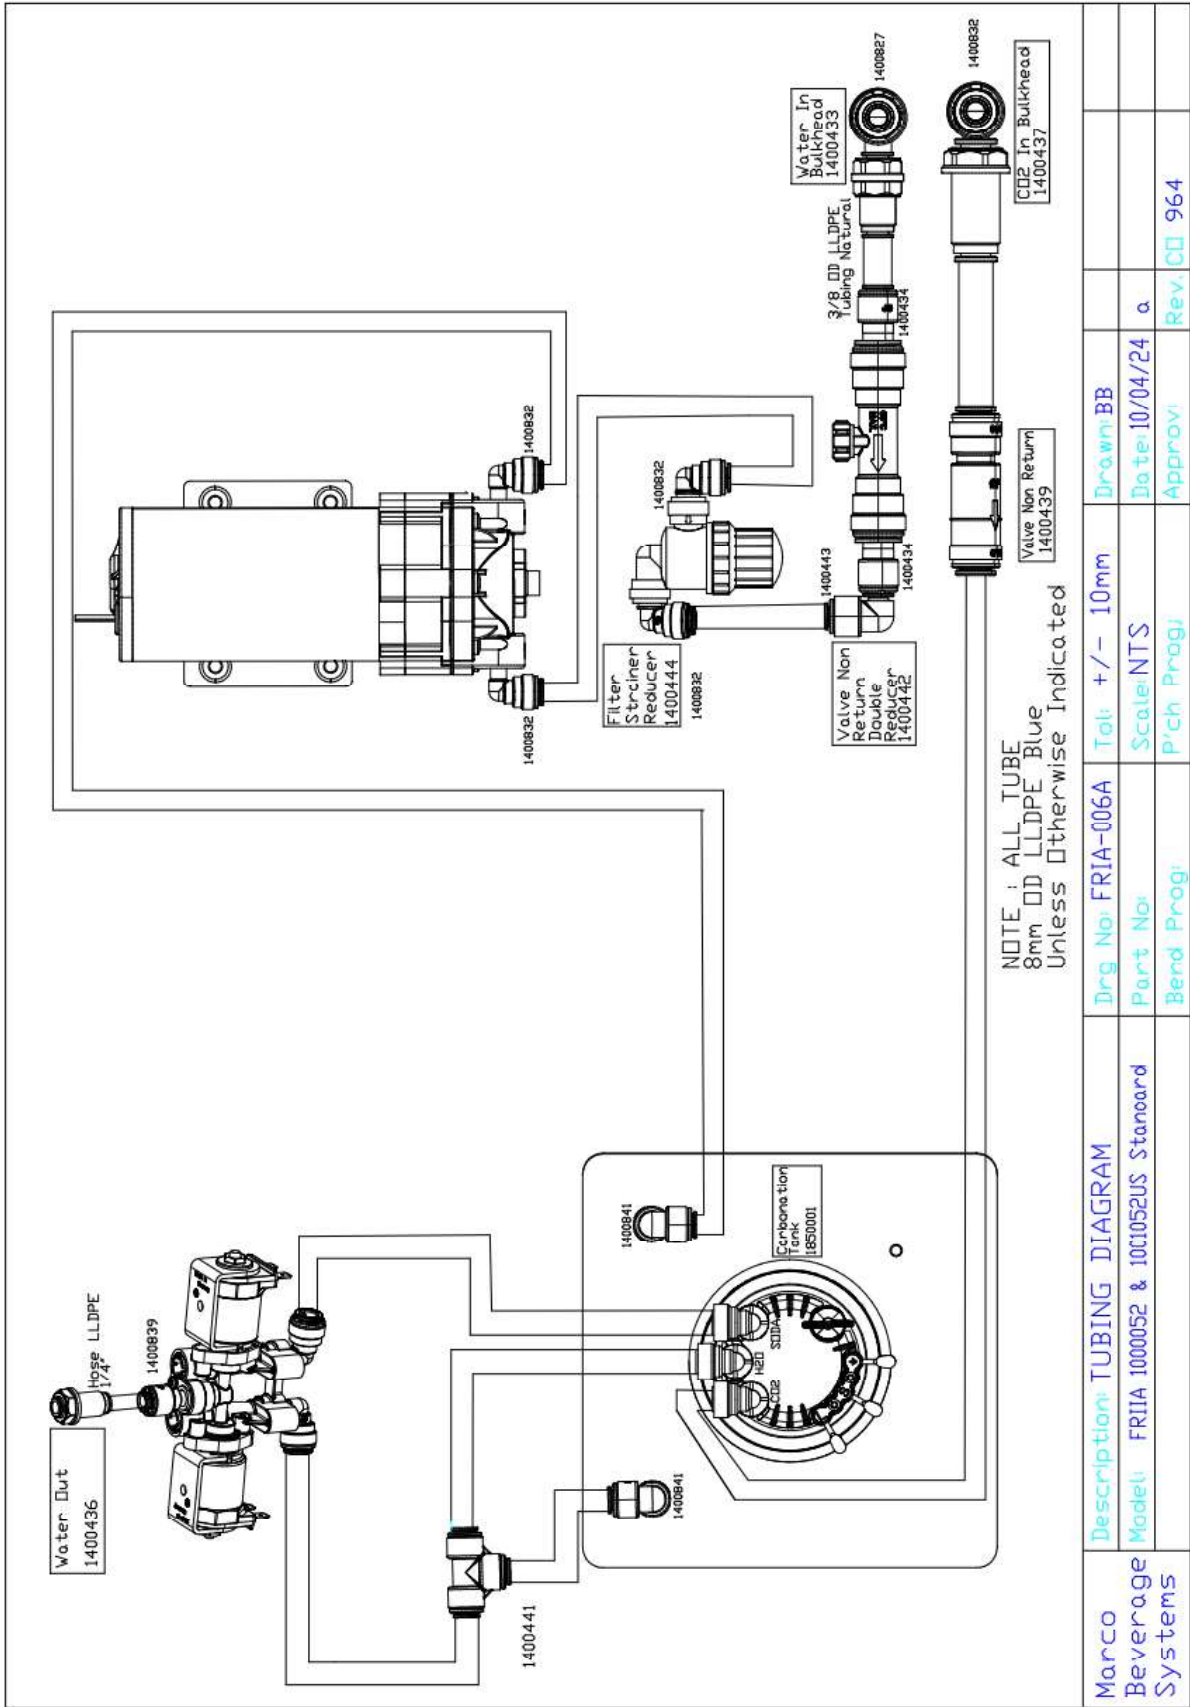 Water Out
1400436
Hose LLDPE
1/4"
1400839
1400441
1400841
1400841
Carbonation
Tank
1850001
SODA
H2O
CO2
1400832
1400832
Filter
Strciner
Reducer
1400444
1400832
1400832
1400443
Valve Non
Return
Double
Reducer
1400442
1400434
1400434
3/8 OD LLDPE
Tubing Natural
Water In
Bulkhead
1400433
1400827
1400832
CO2 In Bulkhead
1400437
Valve Non Return
1400439
NOTE : ALL TUBE
8mm OD LLDPE Blue
Unless Otherwise Indicated
Marco
Beverage
Systems
Description: TUBING DIAGRAM
Model: FRIIA 1000052 & 10C1052US Stanoard
Drg No: FRIA-006A
Part No:
Bend Prog:
Tol: +/- 10mm
Scale: NTS
P'ch Prog:
Drawn: BB
Date: 10/04/24
Approv:
a
Rev. CO 964